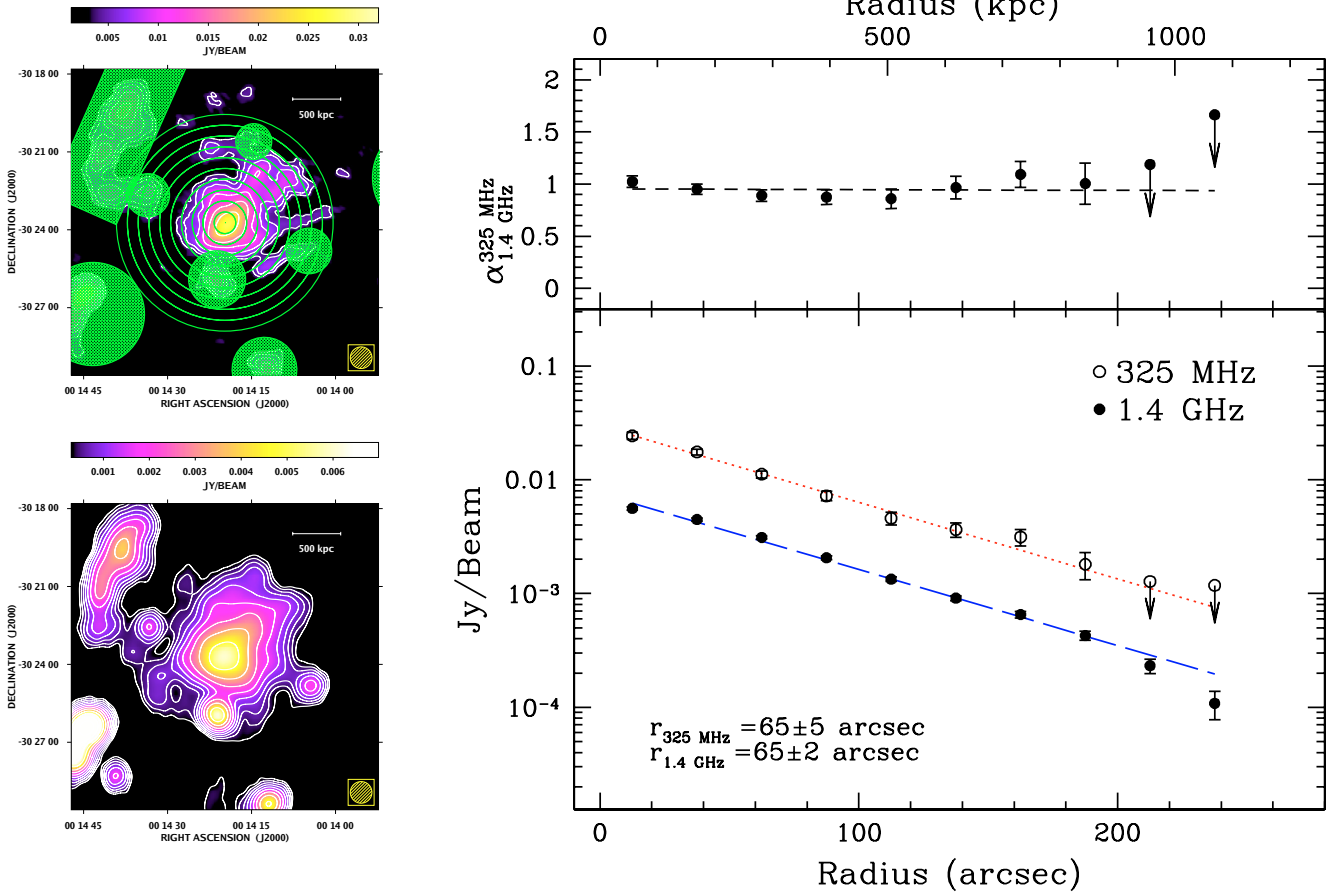 0.005 0.01 0.015 0.02 0.025 0.03
JY/BEAM
-30 18 00
-30 21 00
-30 24 00
-30 27 00
DECLINATION (J2000)
500 kpc
00 14 45 00 14 30 00 14 15 00 14 00
RIGHT ASCENSION (J2000)
0.001 0.002 0.003 0.004 0.005 0.006
JY/BEAM
-30 18 00
-30 21 00
-30 24 00
-30 27 00
DECLINATION (J2000)
500 kpc
00 14 45 00 14 30 00 14 15 00 14 00
RIGHT ASCENSION (J2000)
Radius (kpc)
0 500 1000
2
1.5
1
0.5
0
α 325 MHz 1.4 GHz
0.1
0.01
10⁻³
10⁻⁴
Jy/Beam
325 MHz
1.4 GHz
r325 MHz =65±5 arcsec
r1.4 GHz =65±2 arcsec
0 100 200
Radius (arcsec)